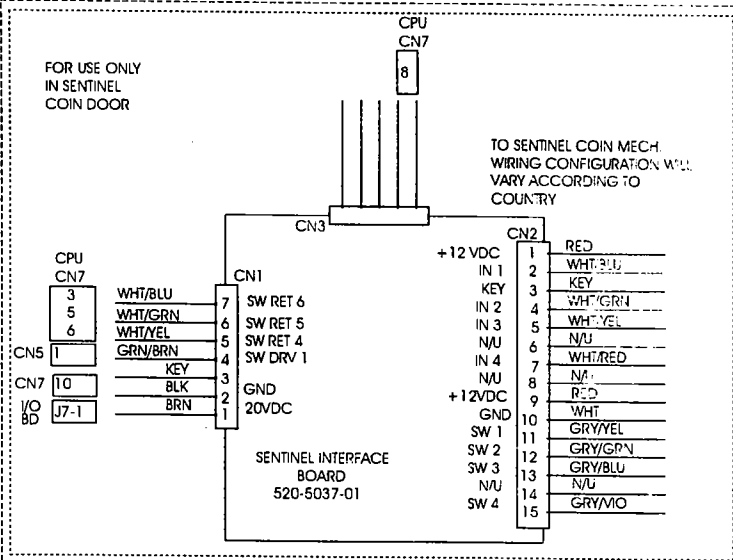 CPU
CN7
8
FOR USE ONLY
IN SENTINEL
COIN DOOR
TO SENTINEL COIN MECH.
WIRING CONFIGURATION WILL
VARY ACCORDING TO
COUNTRY
CN3
CPU
CN7
3 WHT/BLU 7 SW RET 6
5 WHT/GRN 6 SW RET 5
6 WHT/YEL 5 SW RET 4
CN5 1 GRN/BRN 4 SW DRV 1
KEY 3
CN7 10 BLK 2 GND
I/O BD J7-1 BRN 1 20VDC
CN1
CN2
+12 VDC 1 RED
IN 1 2 WHT/BLU
KEY 3 KEY
IN 2 4 WHT/GRN
IN 3 5 WHT/YEL
N/U 6 N/U
IN 4 7 WHT/RED
N/U 8 N/U
+12VDC 9 RED
GND 10 WHT
SW 1 11 GRY/YEL
SW 2 12 GRY/GRN
SW 3 13 GRY/BLU
N/U 14 N/U
SW 4 15 GRY/VIO
SENTINEL INTERFACE
BOARD
520-5037-01